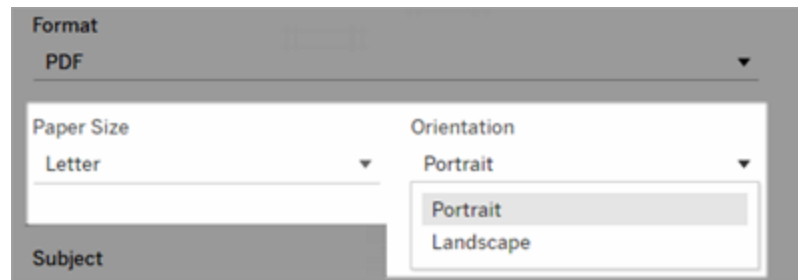 Format
PDF
Paper Size
Letter
Orientation
Portrait
Portrait
Landscape
Subject